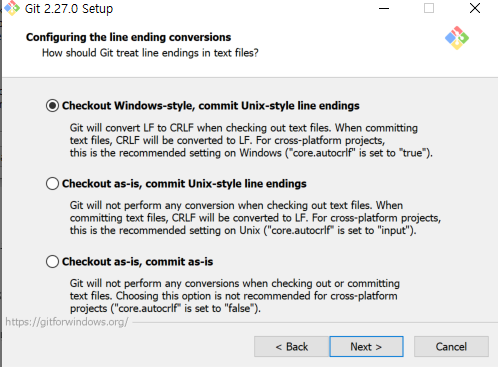 Git 2.27.0 Setup
Configuring the line ending conversions
How should Git treat line endings in text files?
Checkout Windows-style, commit Unix-style line endings
Git will convert LF to CRLF when checking out text files. When committing
text files, CRLF will be converted to LF. For cross-platform projects,
this is the recommended setting on Windows ("core.autocrlf" is set to "true").
Checkout as-is, commit Unix-style line endings
Git will not perform any conversion when checking out text files. When
committing text files, CRLF will be converted to LF. For cross-platform projects,
this is the recommended setting on Unix ("core.autocrlf" is set to "input").
Checkout as-is, commit as-is
Git will not perform any conversions when checking out or committing
text files. Choosing this option is not recommended for cross-platform
projects ("core.autocrlf" is set to "false").
https://gitforwindows.org/
< Back
Next >
Cancel